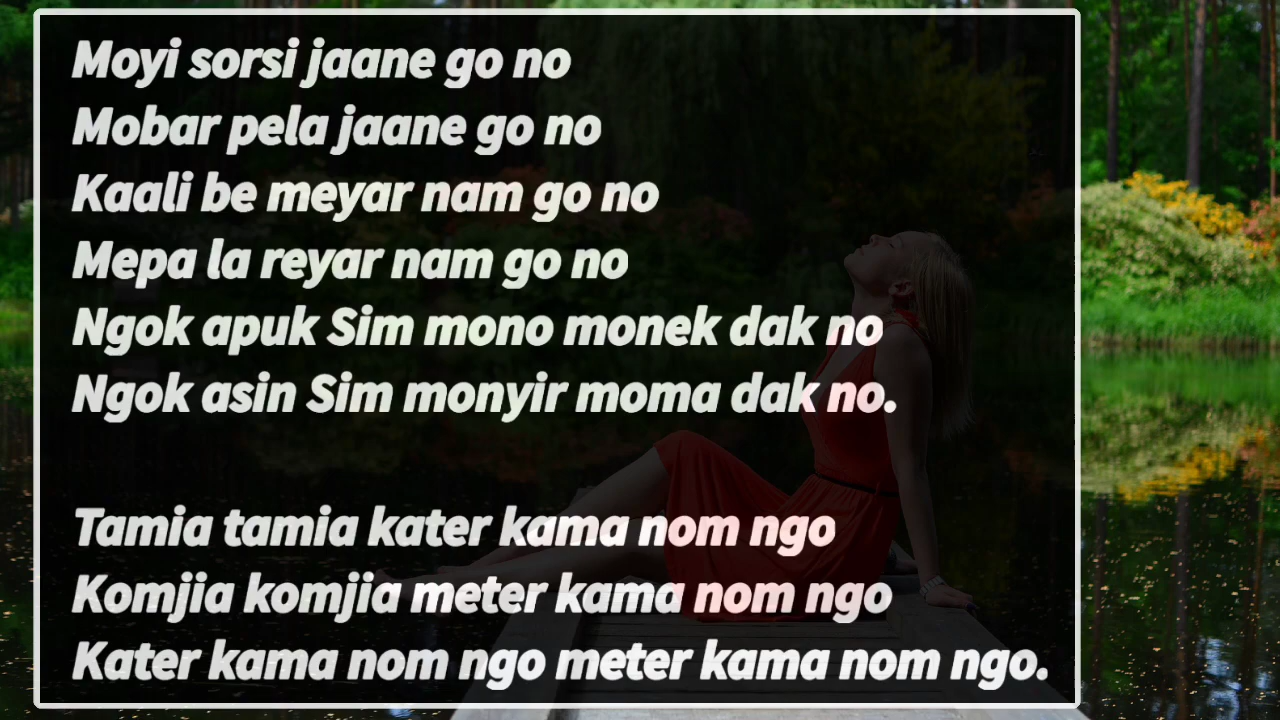 Moyi sorsi jaane go no
Mobar pela jaane go no
Kaali be meyar nam go no
Mepa la reyar nam go no
Ngok apuk Sim mono monek dak no
Ngok asin Sim monyir moma dak no.
Tamia tamia kater kama nom ngo
Komjia komjia meter kama nom ngo
Kater kama nom ngo meter kama nom ngo.